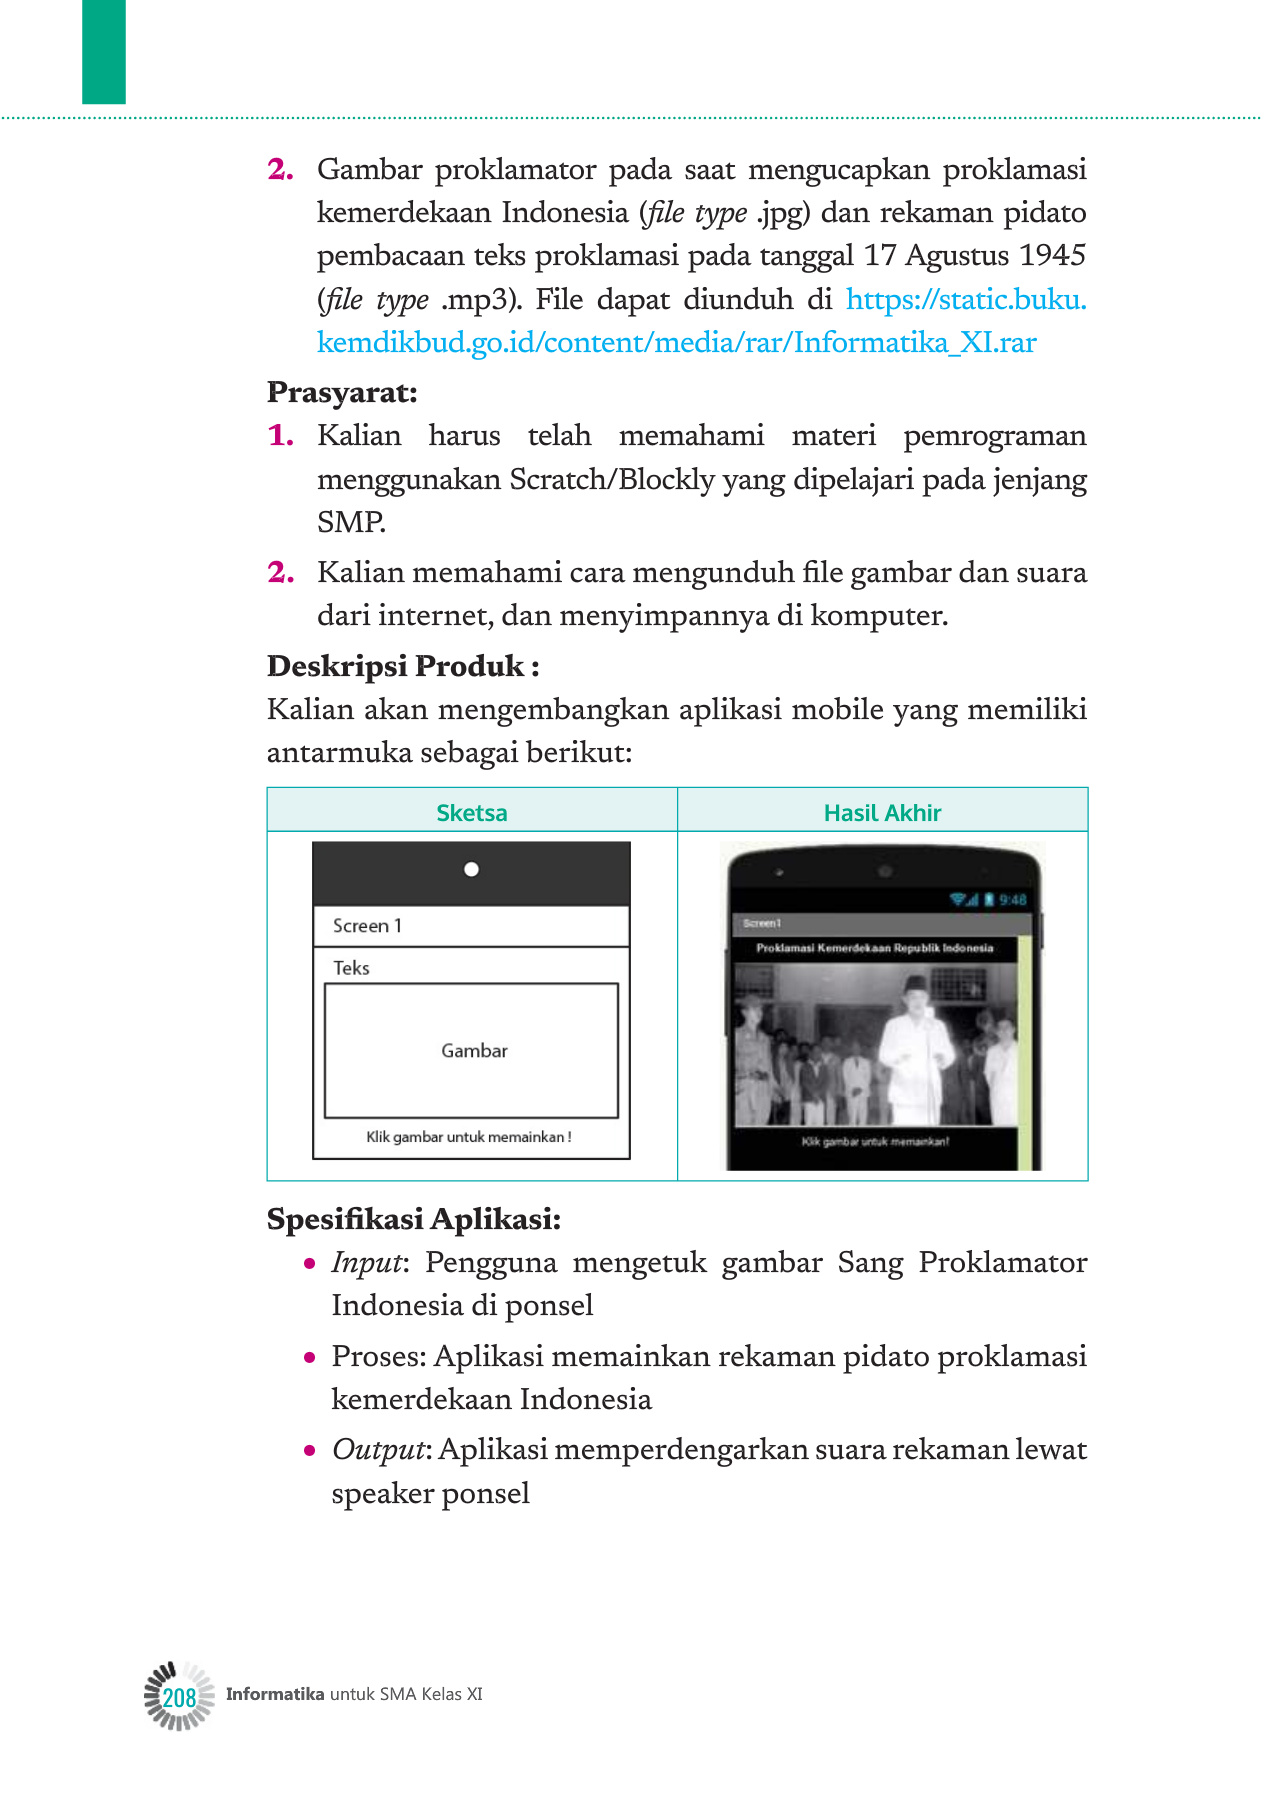 2. Gambar proklamator pada saat mengucapkan proklamasi
kemerdekaan Indonesia (file type .jpg) dan rekaman pidato
pembacaan teks proklamasi pada tanggal 17 Agustus 1945
(file type .mp3). File dapat diunduh di https://static.buku.
kemdikbud.go.id/content/media/rar/Informatika_XI.rar
Prasyarat:
1. Kalian harus telah memahami materi pemrograman
menggunakan Scratch/Blockly yang dipelajari pada jenjang
SMP.
2. Kalian memahami cara mengunduh file gambar dan suara
dari internet, dan menyimpannya di komputer.
Deskripsi Produk :
Kalian akan mengembangkan aplikasi mobile yang memiliki
antarmuka sebagai berikut:
Sketsa
Hasil Akhir
Screen 1
Teks
Gambar
Klik gambar untuk memainkan !
9:48
Screen1
Proklamasi Kemerdekaan Republik Indonesia
Klik gambar untuk memainkan!
Spesifikasi Aplikasi:
• Input: Pengguna mengetuk gambar Sang Proklamator
Indonesia di ponsel
• Proses: Aplikasi memainkan rekaman pidato proklamasi
kemerdekaan Indonesia
• Output: Aplikasi memperdengarkan suara rekaman lewat
speaker ponsel
208 Informatika untuk SMA Kelas XI